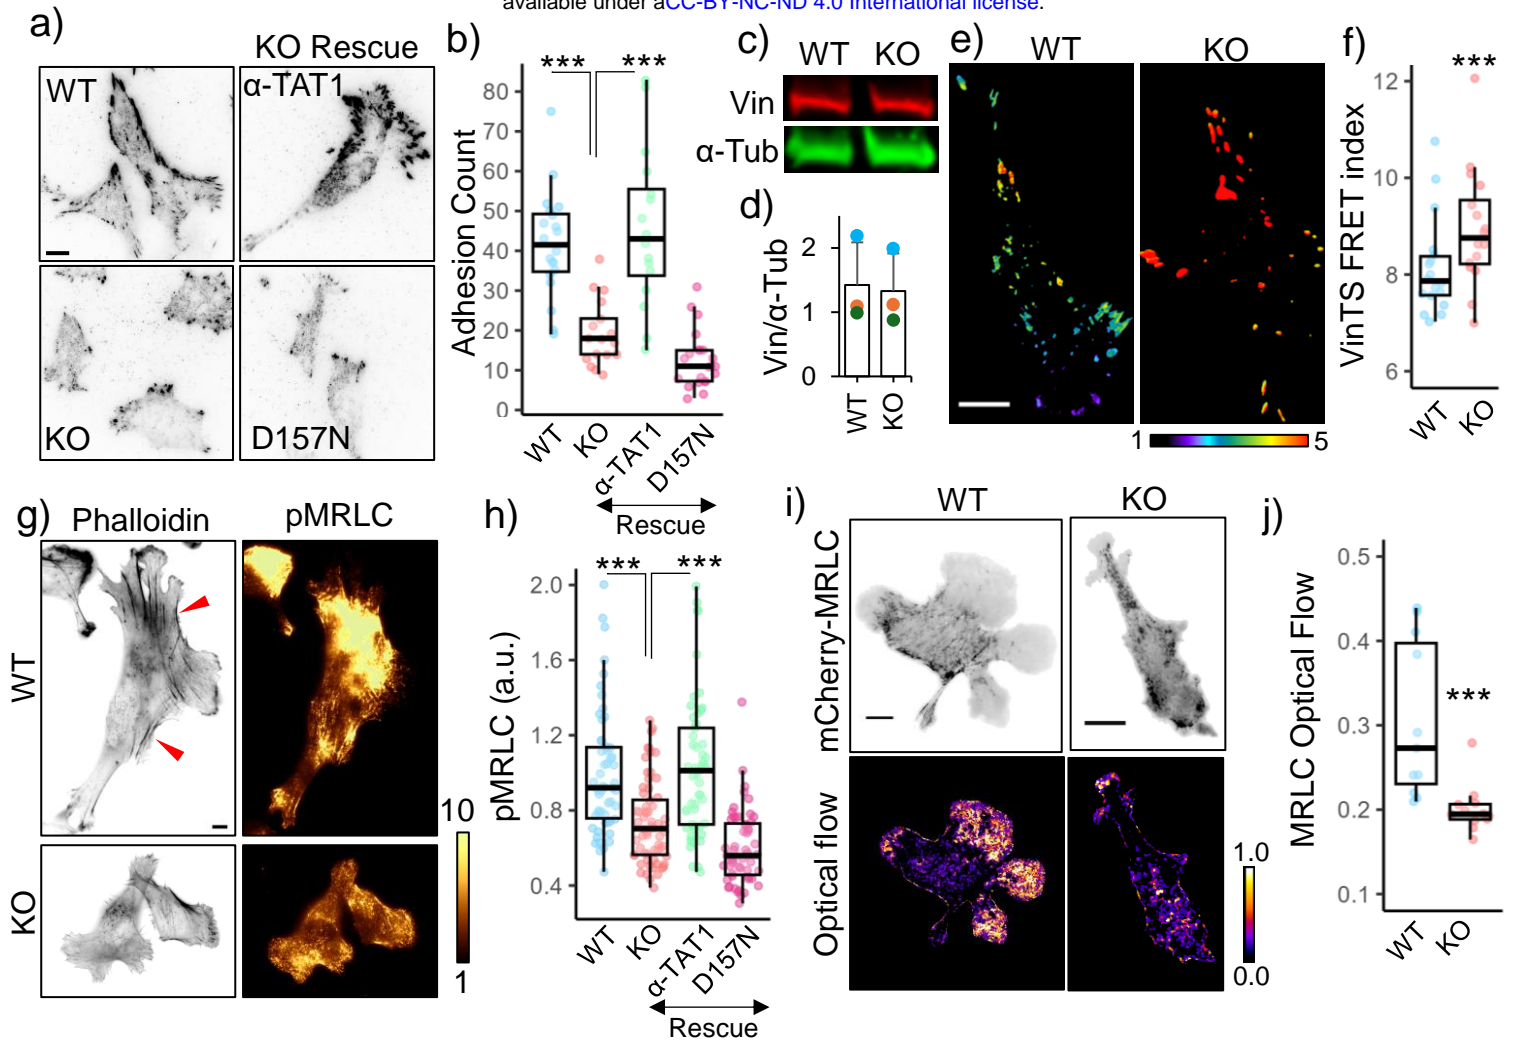 available under aCC-BY-NC-ND 4.0 International license.
a)
KO Rescue
WT
α-TAT1
KO
D157N
b)
*** ***
Adhesion Count
80
70
60
50
40
30
20
10
0
WT KO α-TAT1 D157N
Rescue
c)
WT KO
Vin
α-Tub
d)
Vin/α-Tub
2
1
0
WT KO
e)
WT KO
1 5
f)
***
VinTS FRET index
12
10
8
6
WT KO
g)
Phalloidin pMRLC
WT
KO
10
1
h)
*** ***
pMRLC (a.u.)
2.0
1.6
1.2
0.8
0.4
WT KO α-TAT1 D157N
Rescue
i)
WT KO
mCherry-MRLC
Optical flow
1.0
0.0
j)
MRLC Optical Flow
0.5
0.4
***
0.3
0.2
0.1
WT KO